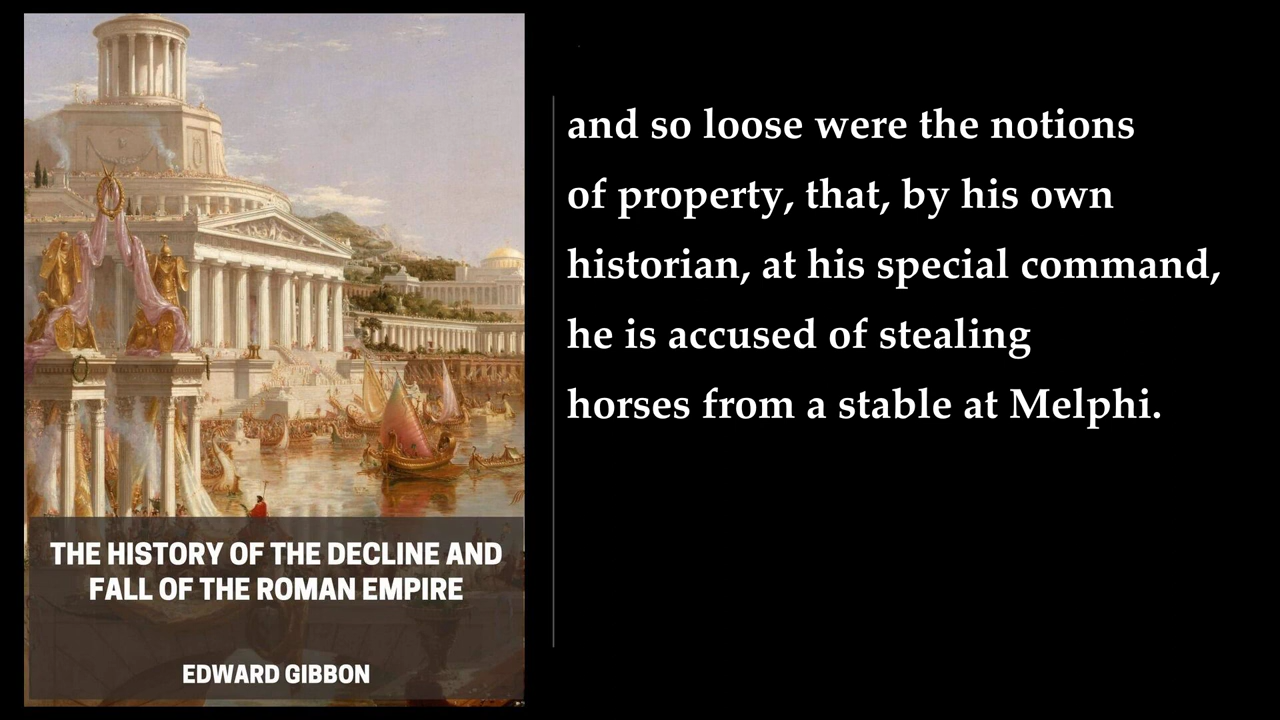 THE HISTORY OF THE DECLINE AND
FALL OF THE ROMAN EMPIRE
EDWARD GIBBON
and so loose were the notions
of property, that, by his own
historian, at his special command,
he is accused of stealing
horses from a stable at Melphi.